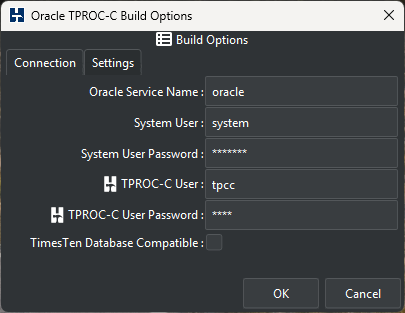 Oracle TPROC-C Build Options
Build Options
Connection Settings
Oracle Service Name : oracle
System User : system
System User Password : *******
TPROC-C User : tpcc
TPROC-C User Password : ****
TimesTen Database Compatible :
OK Cancel